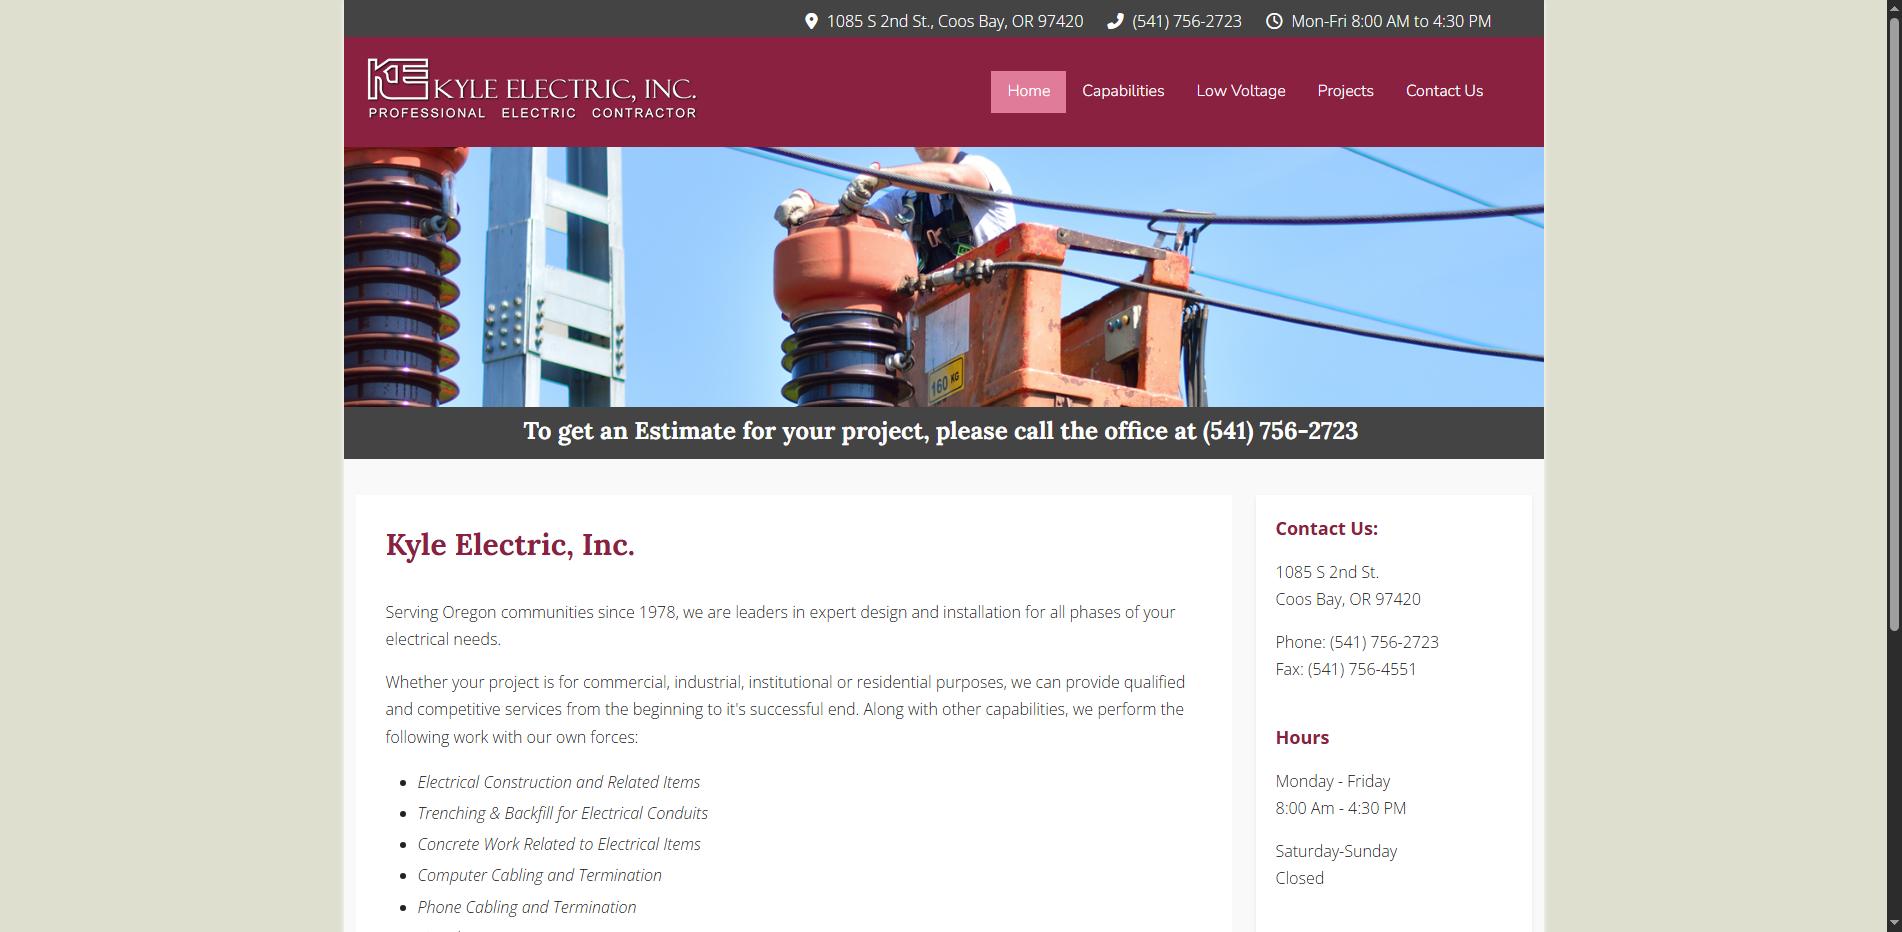 1085 S 2nd St., Coos Bay, OR 97420 (541) 756-2723 Mon-Fri 8:00 AM to 4:30 PM
KE KYLE ELECTRIC, INC.
PROFESSIONAL ELECTRIC CONTRACTOR
Home Capabilities Low Voltage Projects Contact Us
160 KG
To get an Estimate for your project, please call the office at (541) 756-2723
Kyle Electric, Inc.
Serving Oregon communities since 1978, we are leaders in expert design and installation for all phases of your
electrical needs.
Whether your project is for commercial, industrial, institutional or residential purposes, we can provide qualified
and competitive services from the beginning to it's successful end. Along with other capabilities, we perform the
following work with our own forces:
Electrical Construction and Related Items
Trenching & Backfill for Electrical Conduits
Concrete Work Related to Electrical Items
Computer Cabling and Termination
Phone Cabling and Termination
Contact Us:
1085 S 2nd St.
Coos Bay, OR 97420
Phone: (541) 756-2723
Fax: (541) 756-4551
Hours
Monday - Friday
8:00 Am - 4:30 PM
Saturday-Sunday
Closed